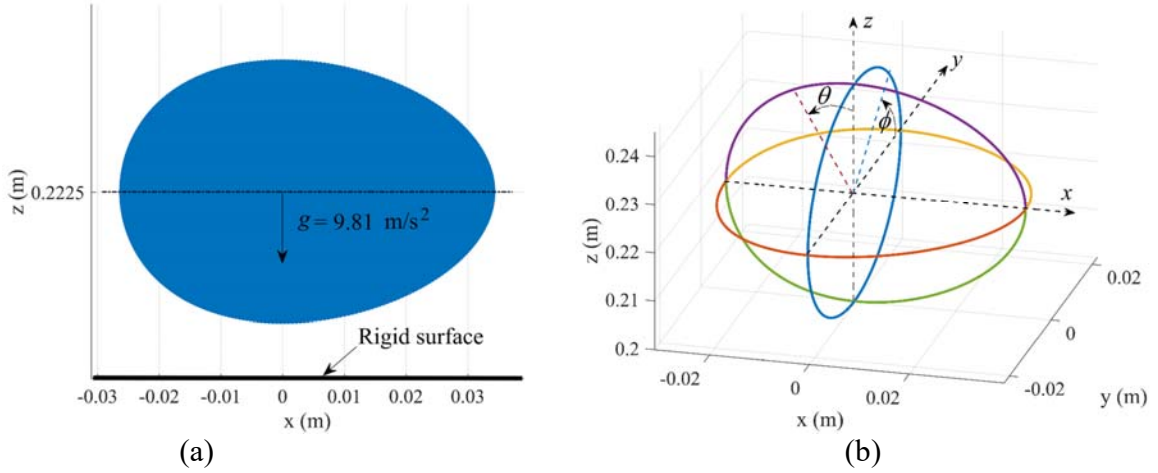 z (m)
0.2225
g = 9.81 m/s²
Rigid surface
-0.03 -0.02 -0.01 0 0.01 0.02 0.03
x (m)
(a)
z
y
θ
ϕ
x
0.24
0.23
0.22
0.21
0.2
z (m)
-0.02 0 0.02
x (m)
0.02
0
-0.02
y (m)
(b)